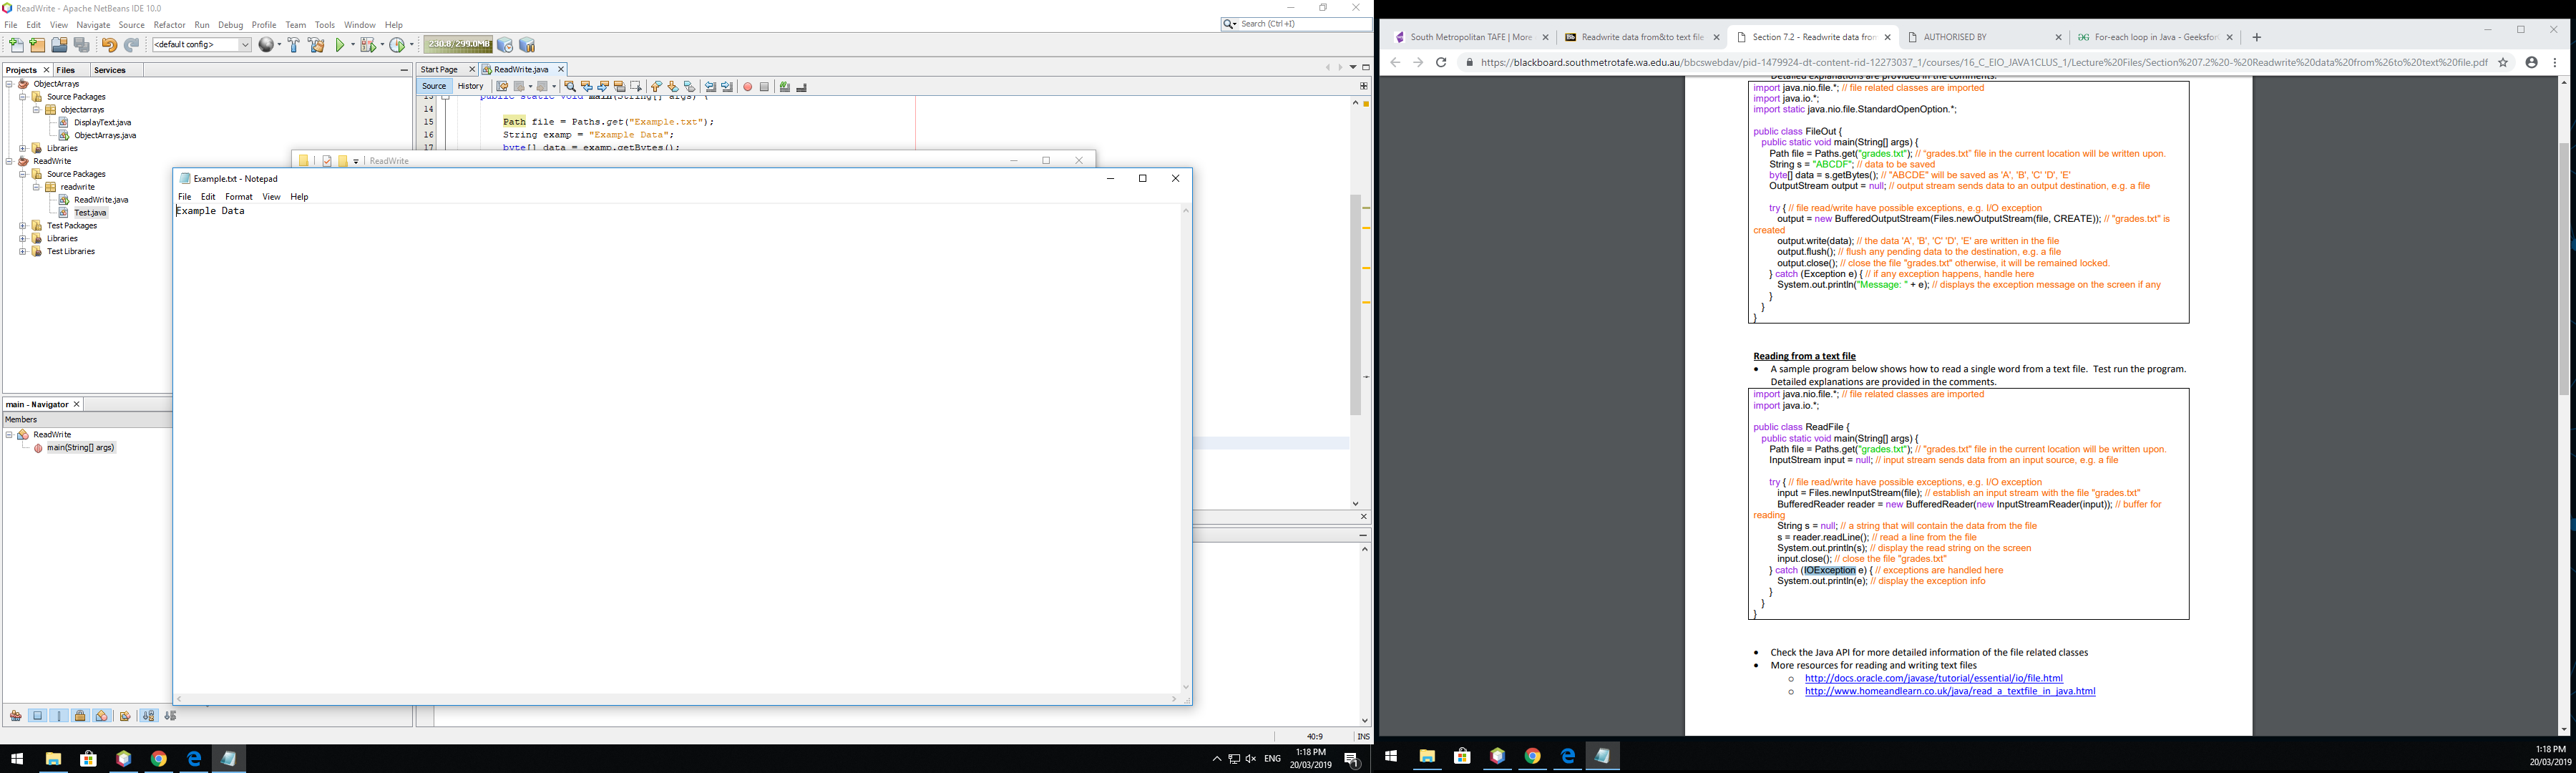 ReadWrite - Apache NetBeans IDE 10.0
File Edit View Navigate Source Refactor Run Debug Profile Team Tools Window Help
Search (Ctrl+I)
<default config>
230.8/299.0MB
Projects Files Services
ObjectArrays
Source Packages
objectarrays
DisplayText.java
ObjectArrays.java
Libraries
ReadWrite
Source Packages
readwrite
ReadWrite.java
Test.java
Test Packages
Libraries
Test Libraries
main - Navigator
Members
ReadWrite
main(String[] args)
Start Page ReadWrite.java
Source History
13 public static void main(String[] args) {
14
15 Path file = Paths.get("Example.txt");
16 String examp = "Example Data";
17 byte[] data = examp.getBytes();
ReadWrite
Example.txt - Notepad
File Edit Format View Help
Example Data
40:9 INS
ENG
1:18 PM
20/03/2019
1
South Metropolitan TAFE | More
Readwrite data from&to text file
Section 7.2 - Readwrite data from
AUTHORISED BY
For-each loop in Java - Geeksfor
https://blackboard.southmetrotafe.wa.edu.au/bbcswebdav/pid-1479924-dt-content-rid-12273037_1/courses/16_C_EIO_JAVA1CLUS_1/Lecture%20Files/Section%207.2%20-%20Readwrite%20data%20from%26to%20text%20file.pdf
Detailed explanations are provided in the comments.
import java.nio.file.*; // file related classes are imported
import java.io.*;
import static java.nio.file.StandardOpenOption.*;
public class FileOut {
public static void main(String[] args) {
Path file = Paths.get("grades.txt"); // "grades.txt" file in the current location will be written upon.
String s = "ABCDF"; // data to be saved
byte[] data = s.getBytes(); // "ABCDE" will be saved as 'A', 'B', 'C' 'D', 'E'
OutputStream output = null; // output stream sends data to an output destination, e.g. a file
try { // file read/write have possible exceptions, e.g. I/O exception
output = new BufferedOutputStream(Files.newOutputStream(file, CREATE)); // "grades.txt" is
created
output.write(data); // the data 'A', 'B', 'C' 'D', 'E' are written in the file
output.flush(); // flush any pending data to the destination, e.g. a file
output.close(); // close the file "grades.txt" otherwise, it will be remained locked.
} catch (Exception e) { // if any exception happens, handle here
System.out.println("Message: " + e); // displays the exception message on the screen if any
}
}
}
Reading from a text file
• A sample program below shows how to read a single word from a text file. Test run the program.
Detailed explanations are provided in the comments.
import java.nio.file.*; // file related classes are imported
import java.io.*;
public class ReadFile {
public static void main(String[] args) {
Path file = Paths.get("grades.txt"); // "grades.txt" file in the current location will be written upon.
InputStream input = null; // input stream sends data from an input source, e.g. a file
try { // file read/write have possible exceptions, e.g. I/O exception
input = Files.newInputStream(file); // establish an input stream with the file "grades.txt"
BufferedReader reader = new BufferedReader(new InputStreamReader(input)); // buffer for
reading
String s = null; // a string that will contain the data from the file
s = reader.readLine(); // read a line from the file
System.out.println(s); // display the read string on the screen
input.close(); // close the file "grades.txt"
} catch (IOException e) { // exceptions are handled here
System.out.println(e); // display the exception info
}
}
}
• Check the Java API for more detailed information of the file related classes
• More resources for reading and writing text files
o http://docs.oracle.com/javase/tutorial/essential/io/file.html
o http://www.homeandlearn.co.uk/java/read_a_textfile_in_java.html
1:18 PM
20/03/2019